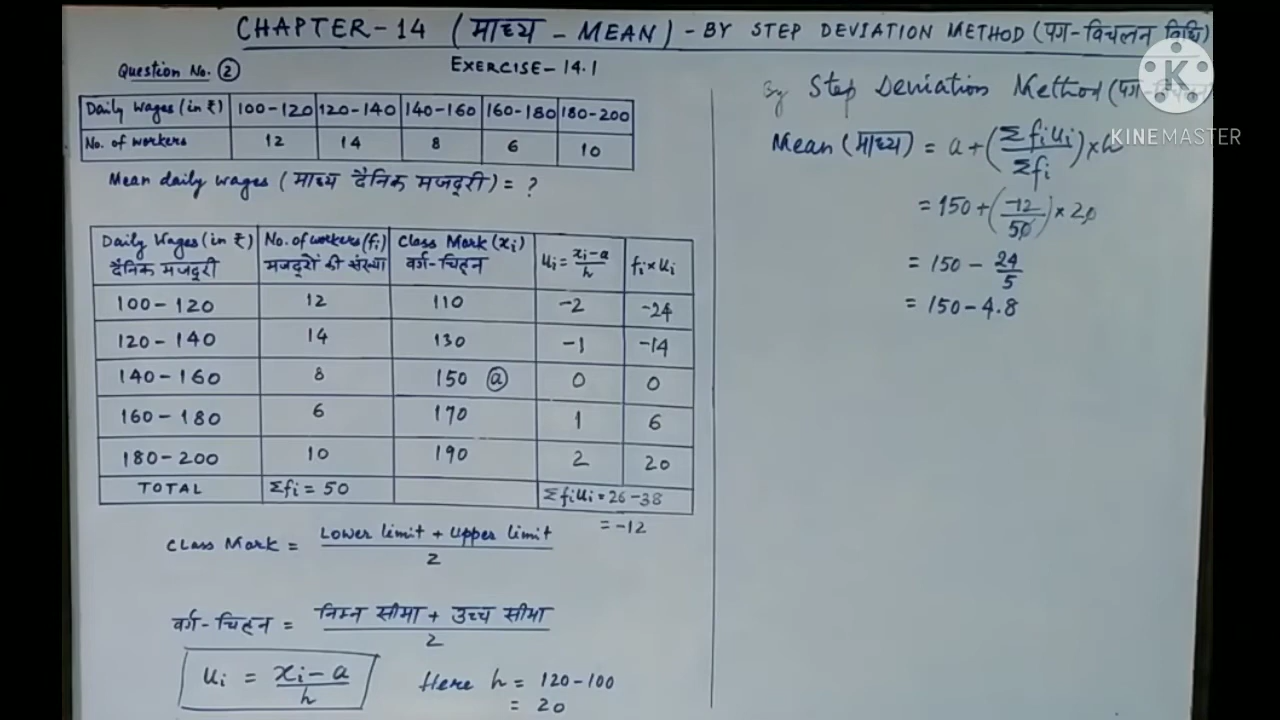 CHAPTER-14 (माध्य - MEAN) - BY STEP DEVIATION METHOD (पग-विचलन विधि)
EXERCISE-14.1
Question No. ②
Daily Wages (in ₹) 100-120 120-140 140-160 160-180 180-200
No. of workers 12 14 8 6 10
Mean daily wages (माध्य दैनिक मजदूरी) = ?
Daily Wages (in ₹) No. of workers (fi) Class Mark (xi) ui = xi-a/h fi×ui
दैनिक मजदूरी मजदूरों की संख्या वर्ग-चिह्न
100-120 12 110 -2 -24
120-140 14 130 -1 -14
140-160 8 150 ⓐ 0 0
160-180 6 170 1 6
180-200 10 190 2 20
TOTAL Σfi = 50 Σfiui = 26-38
= -12
Class Mark = Lower limit + Upper limit / 2
वर्ग-चिह्न = निम्न सीमा + उच्च सीमा / 2
ui = xi-a/h
Here h = 120-100
= 20
By Step Deviation Method (पग-
Mean (माध्य) = a+(Σfiui/Σfi)×h
= 150+(-12/50)×20
= 150 - 24/5
= 150-4.8
K
KINEMASTER